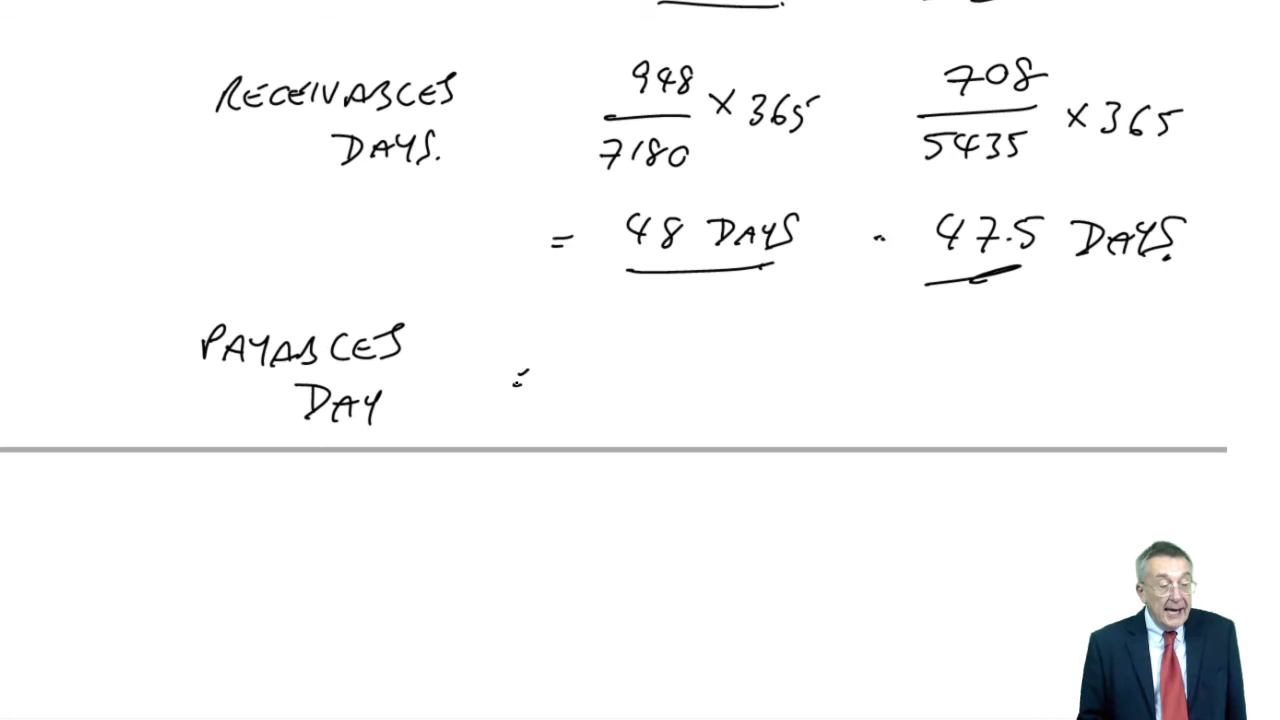 RECEIVABLES DAYS.
948/7180 × 365
708/5435 × 365
= 48 DAYS
47.5 DAYS.
PAYABLES DAY =